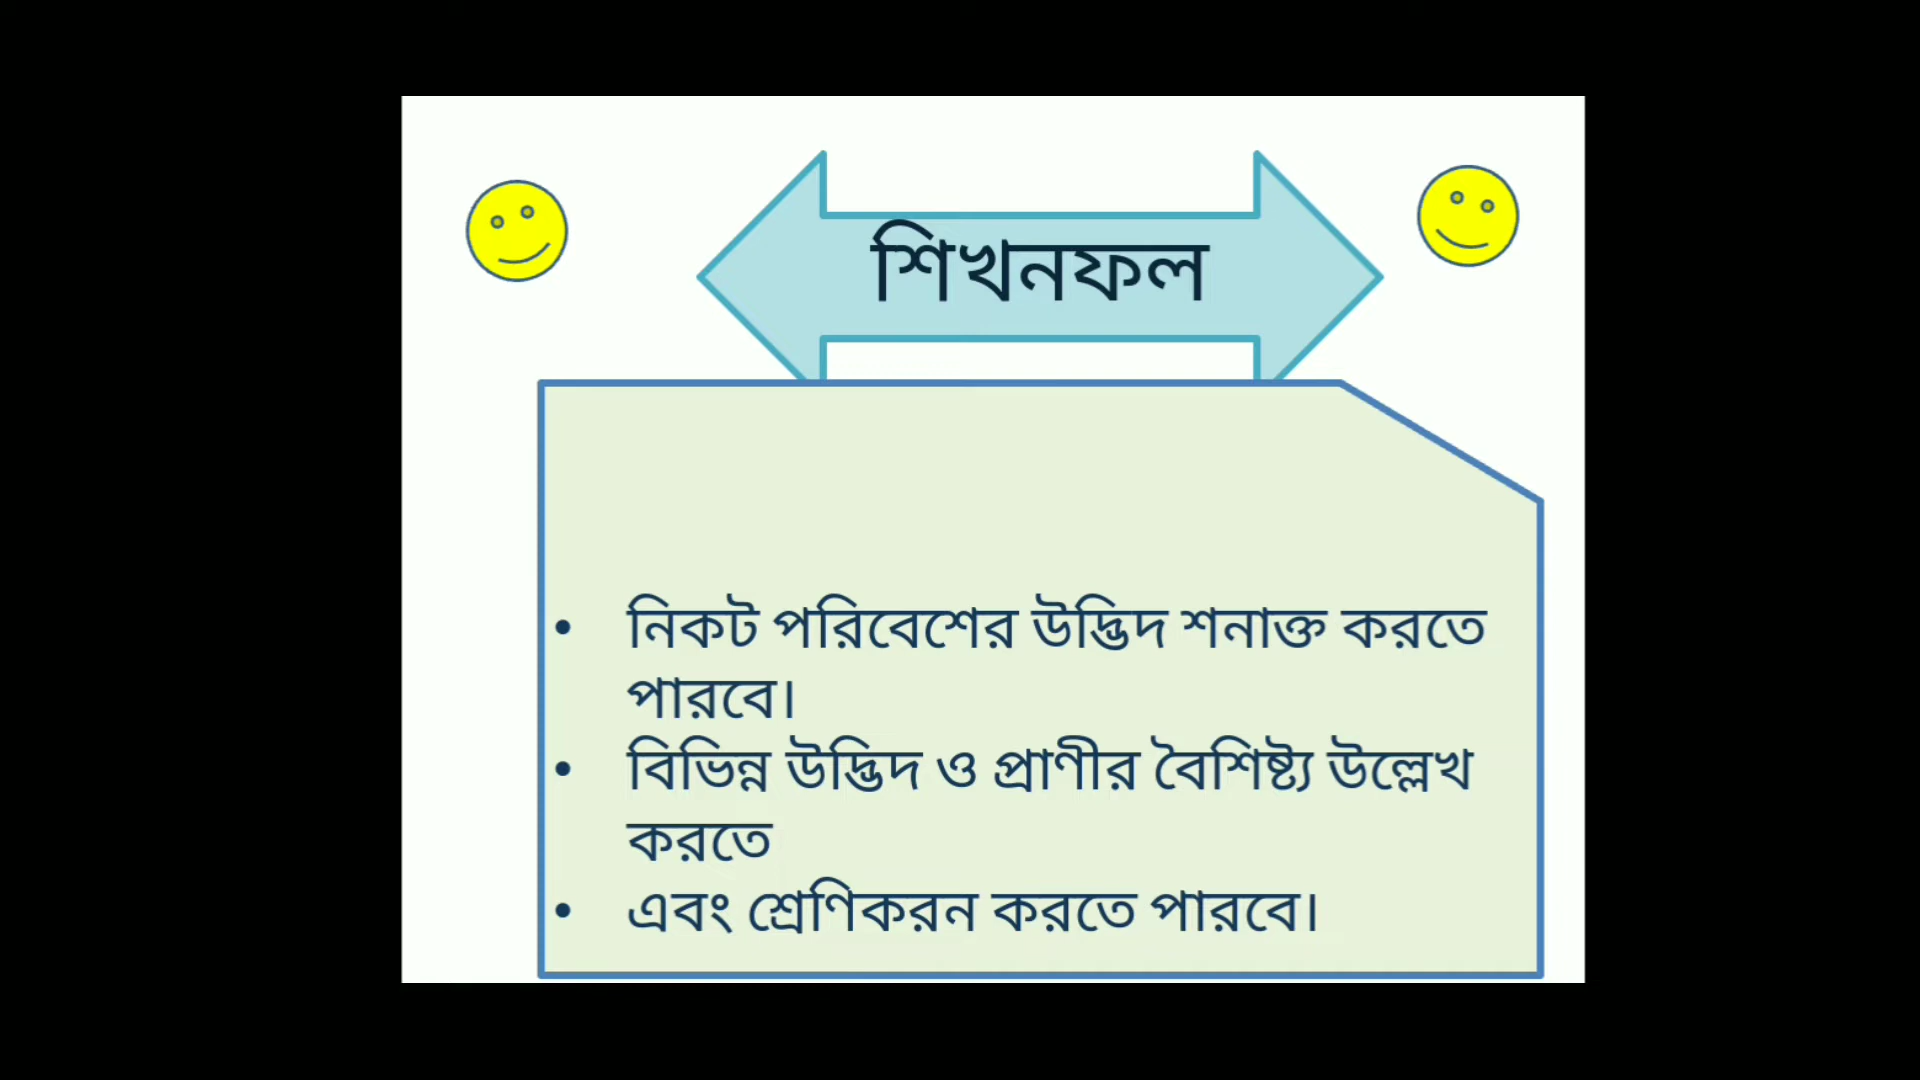 শিখনফল
• নিকট পরিবেশের উদ্ভিদ শনাক্ত করতে
পারবে।
• বিভিন্ন উদ্ভিদ ও প্রাণীর বৈশিষ্ট্য উল্লেখ
করতে
• এবং শ্রেণিকরন করতে পারবে।